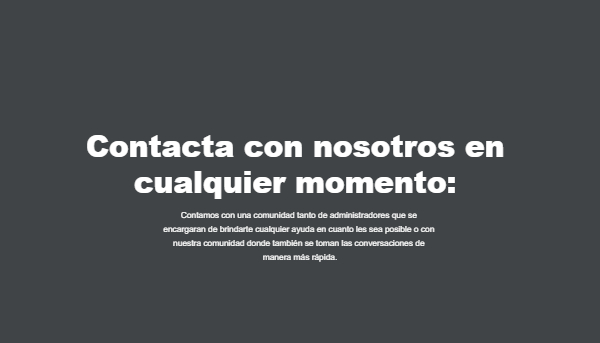 Contacta con nosotros en
cualquier momento:
Contamos con una comunidad tanto de administradores que se
encargaran de brindarte cualquier ayuda en cuanto les sea posible o con
nuestra comunidad donde también se toman las conversaciones de
manera más rápida.